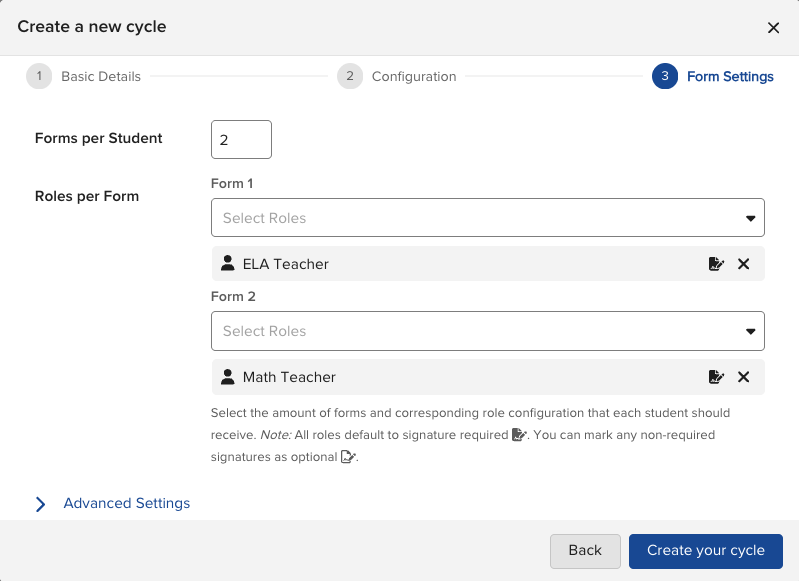 Create a new cycle
1 Basic Details 2 Configuration 3 Form Settings
Forms per Student 2
Roles per Form
Form 1
Select Roles
ELA Teacher
Form 2
Select Roles
Math Teacher
Select the amount of forms and corresponding role configuration that each student should
receive. Note: All roles default to signature required . You can mark any non-required
signatures as optional .
Advanced Settings
Back Create your cycle